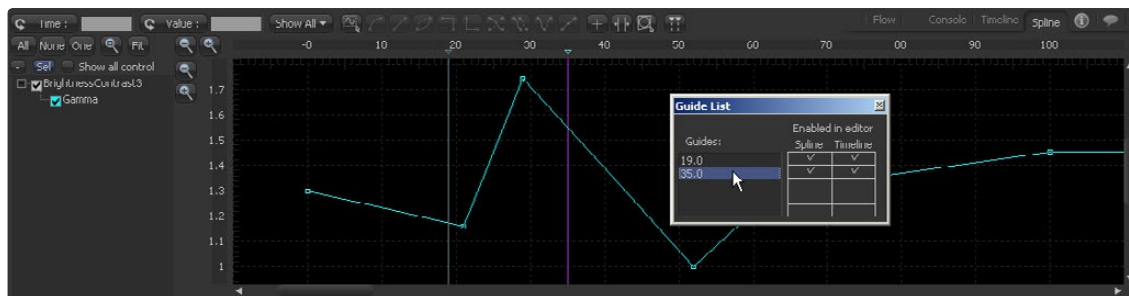 Time : Value : Show All Flow Console Timeline Spline
All None One Fit
-0 10 20 30 40 50 60 70 80 90 100
Sel Show all control
BrightnessContrast3
Gamma
1.7
1.6
1.5
1.4
1.3
1.2
1.1
1
Guide List
Enabled in editor
Guides: Spline Timeline
19.0
35.0